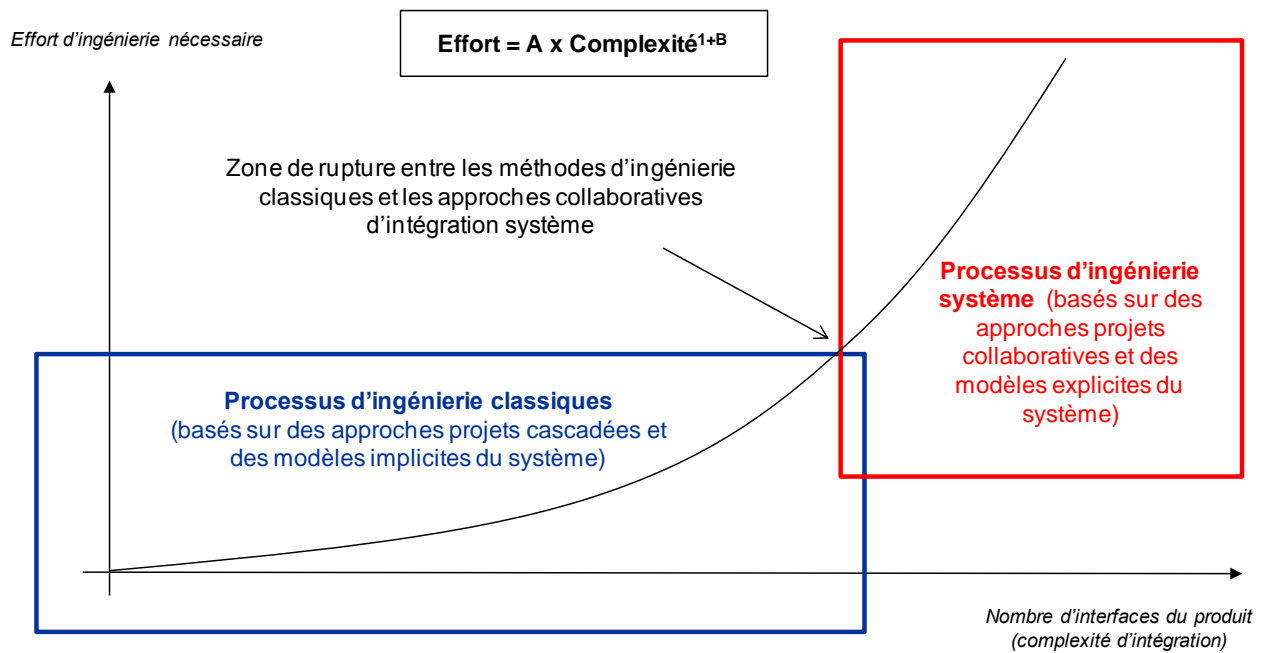 Effort d'ingénierie nécessaire
Effort = A x Complexité¹⁺ᴮ
Zone de rupture entre les méthodes d'ingénierie
classiques et les approches collaboratives
d'intégration système
Processus d'ingénierie
système (basés sur des
approches projets
collaboratives et des
modèles explicites du
système)
Processus d'ingénierie classiques
(basés sur des approches projets cascadées et
des modèles implicites du système)
Nombre d'interfaces du produit
(complexité d'intégration)